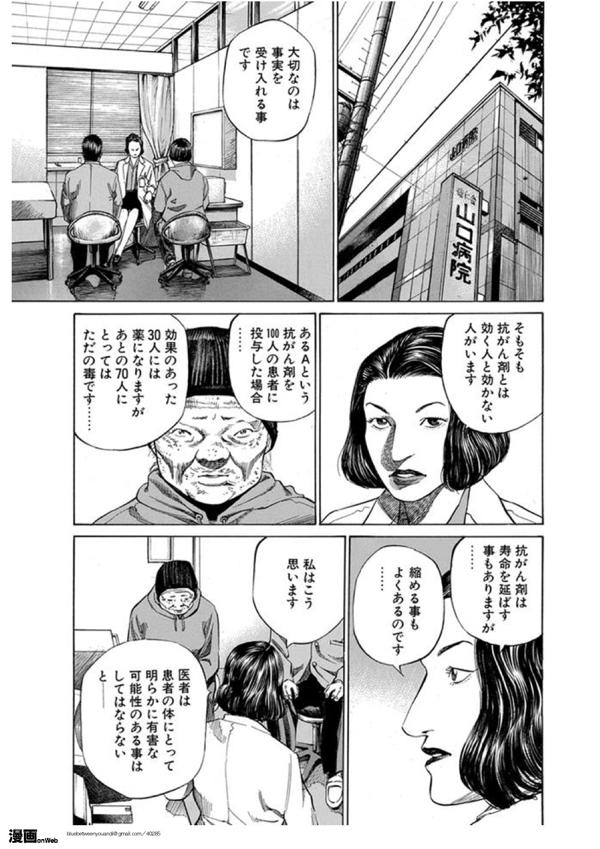 山口病院
大切なのは
事実を
受け入れる事
です
そもそも
抗がん剤とは
効く人と効かない
人がいます
あるAという
抗がん剤を
100人の患者に
投与した場合
……
効果のあった
30人には
薬になりますが
あとの70人に
とっては
ただの毒です……
抗がん剤は
寿命を延ばす
事もありますが
……
縮める事も
よくあるのです
……
私はこう
思います
医者は
患者の体にとって
明らかに有害な
可能性のある事は
してはならない
と――
漫画 on Web
bluebetweenyouandi@gmail.com／40285